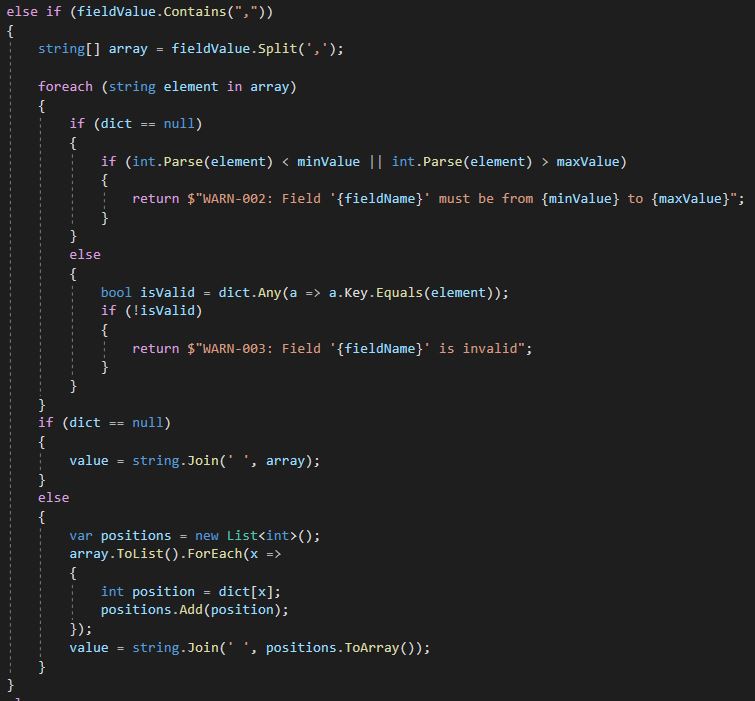 else if (fieldValue.Contains(","))
{
    string[] array = fieldValue.Split(',');

    foreach (string element in array)
    {
        if (dict == null)
        {
            if (int.Parse(element) < minValue || int.Parse(element) > maxValue)
            {
                return $"WARN-002: Field '{fieldName}' must be from {minValue} to {maxValue}";
            }
        }
        else
        {
            bool isValid = dict.Any(a => a.Key.Equals(element));
            if (!isValid)
            {
                return $"WARN-003: Field '{fieldName}' is invalid";
            }
        }
    }
    if (dict == null)
    {
        value = string.Join(' ', array);
    }
    else
    {
        var positions = new List<int>();
        array.ToList().ForEach(x =>
        {
            int position = dict[x];
            positions.Add(position);
        });
        value = string.Join(' ', positions.ToArray());
    }
}